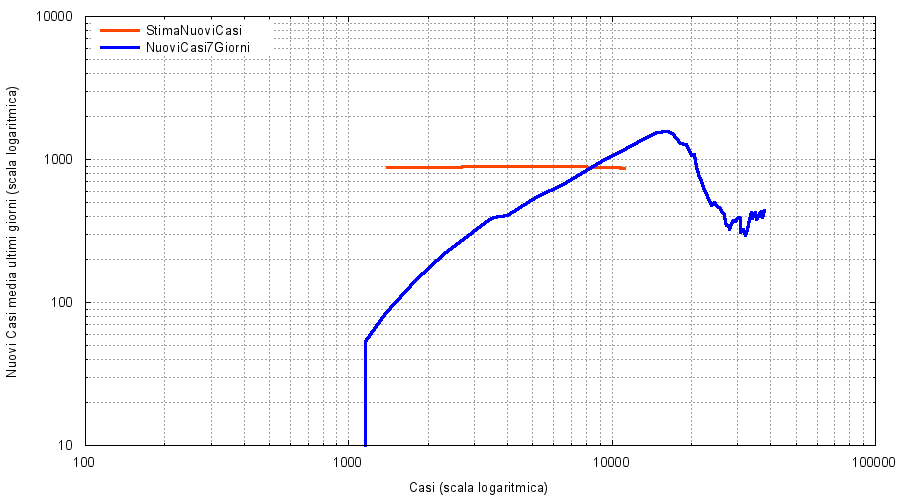 10000
StimaNuoviCasi
NuoviCasi7Giorni
1000
100
10
100
1000
10000
100000
Nuovi Casi media ultimi giorni (scala logaritmica)
Casi (scala logaritmica)